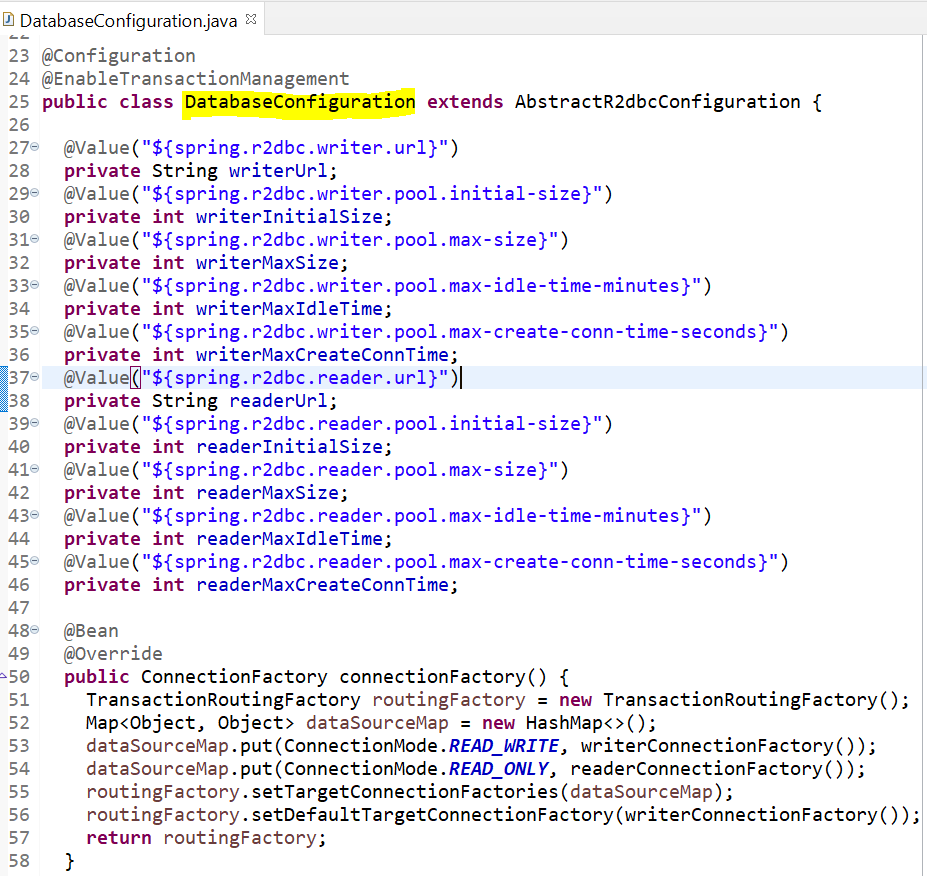 DatabaseConfiguration.java
22
23 @Configuration
24 @EnableTransactionManagement
25 public class DatabaseConfiguration extends AbstractR2dbcConfiguration {
26
27 @Value("${spring.r2dbc.writer.url}")
28 private String writerUrl;
29 @Value("${spring.r2dbc.writer.pool.initial-size}")
30 private int writerInitialSize;
31 @Value("${spring.r2dbc.writer.pool.max-size}")
32 private int writerMaxSize;
33 @Value("${spring.r2dbc.writer.pool.max-idle-time-minutes}")
34 private int writerMaxIdleTime;
35 @Value("${spring.r2dbc.writer.pool.max-create-conn-time-seconds}")
36 private int writerMaxCreateConnTime;
37 @Value("${spring.r2dbc.reader.url}")
38 private String readerUrl;
39 @Value("${spring.r2dbc.reader.pool.initial-size}")
40 private int readerInitialSize;
41 @Value("${spring.r2dbc.reader.pool.max-size}")
42 private int readerMaxSize;
43 @Value("${spring.r2dbc.reader.pool.max-idle-time-minutes}")
44 private int readerMaxIdleTime;
45 @Value("${spring.r2dbc.reader.pool.max-create-conn-time-seconds}")
46 private int readerMaxCreateConnTime;
47
48 @Bean
49 @Override
50 public ConnectionFactory connectionFactory() {
51 TransactionRoutingFactory routingFactory = new TransactionRoutingFactory();
52 Map<Object, Object> dataSourceMap = new HashMap<>();
53 dataSourceMap.put(ConnectionMode.READ_WRITE, writerConnectionFactory());
54 dataSourceMap.put(ConnectionMode.READ_ONLY, readerConnectionFactory());
55 routingFactory.setTargetConnectionFactories(dataSourceMap);
56 routingFactory.setDefaultTargetConnectionFactory(writerConnectionFactory());
57 return routingFactory;
58 }